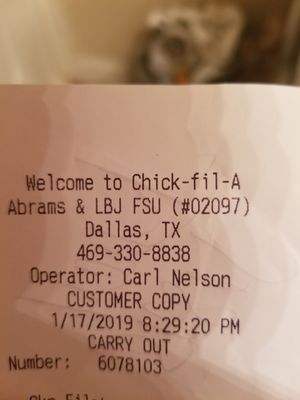 Welcome to Chick-fil-A
Abrams & LBJ FSU (#02097)
Dallas, TX
469-330-8838
Operator: Carl Nelson
CUSTOMER COPY
1/17/2019 8:29:20 PM
CARRY OUT
Number: 6078103